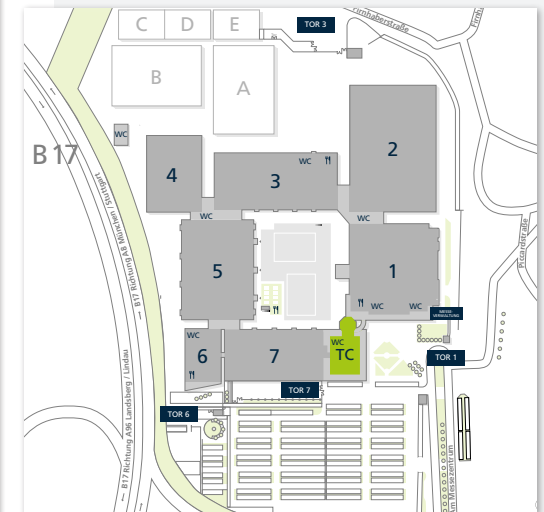 C
D
E
TOR 3
Firnhaberstraße
B
A
WC
B 17
2
4
WC
3
WC
WC
5
1
Piccardstraße
B17 Richtung A8 München / Stuttgart
WC
WC
MESSE
VERWALTUNG
WC
6
7
WC
TC
TOR 1
TOR 7
TOR 6
B17 Richtung A96 Landsberg / Lindau
Am Messezentrum